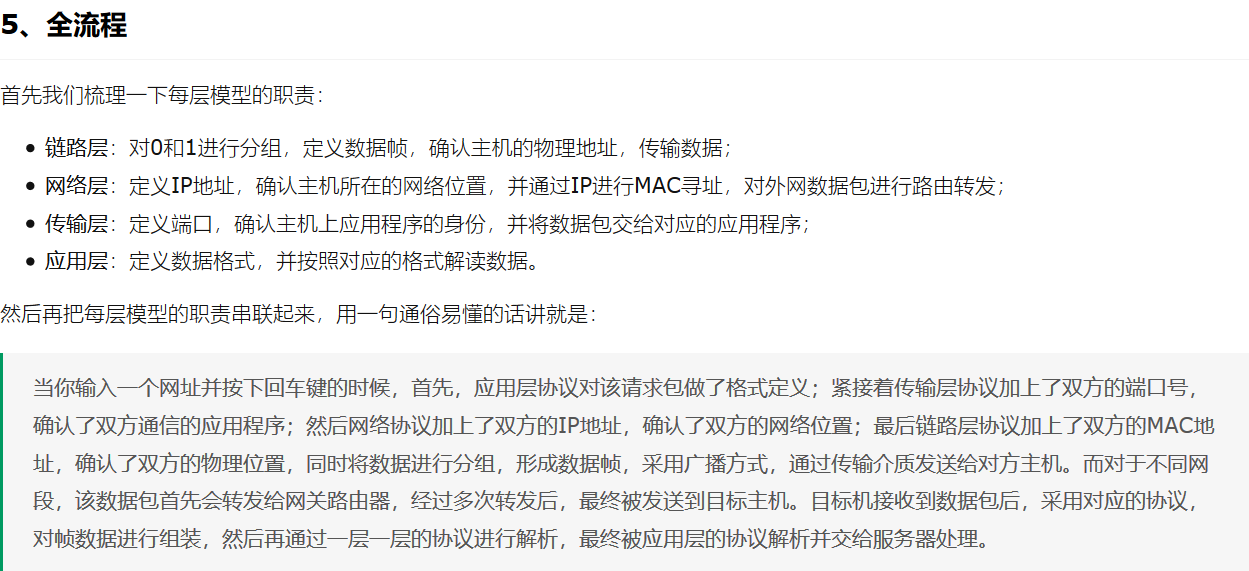 5、全流程
首先我们梳理一下每层模型的职责：
链路层：对0和1进行分组，定义数据帧，确认主机的物理地址，传输数据；
网络层：定义IP地址，确认主机所在的网络位置，并通过IP进行MAC寻址，对外网数据包进行路由转发；
传输层：定义端口，确认主机上应用程序的身份，并将数据包交给对应的应用程序；
应用层：定义数据格式，并按照对应的格式解读数据。
然后再把每层模型的职责串联起来，用一句通俗易懂的话讲就是：
当你输入一个网址并按下回车键的时候，首先，应用层协议对该请求包做了格式定义；紧接着传输层协议加上了双方的端口号，
确认了双方通信的应用程序；然后网络协议加上了双方的IP地址，确认了双方的网络位置；最后链路层协议加上了双方的MAC地
址，确认了双方的物理位置，同时将数据进行分组，形成数据帧，采用广播方式，通过传输介质发送给对方主机。而对于不同网
段，该数据包首先会转发给网关路由器，经过多次转发后，最终被发送到目标主机。目标机接收到数据包后，采用对应的协议，
对帧数据进行组装，然后再通过一层一层的协议进行解析，最终被应用层的协议解析并交给服务器处理。